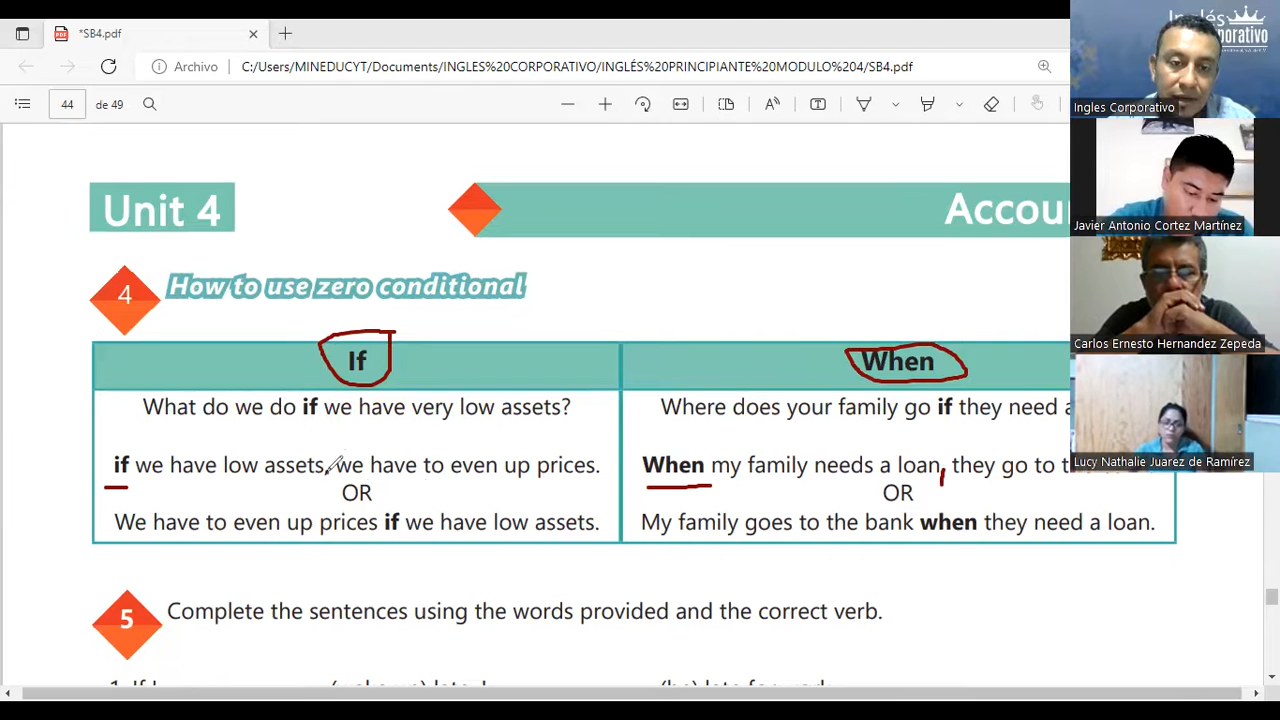 *SB4.pdf
Archivo
C:/Users/MINEDUCYT/Documents/INGLES%20CORPORATIVO/INGLÉS%20PRINCIPIANTE%20MODULO%204/SB4.pdf
44
de 49
Inglés
Ingles Corporativo
Javier Antonio Cortez Martínez
Carlos Ernesto Hernandez Zepeda
Lucy Nathalie Juarez de Ramírez
Unit 4
Accou
4
How to use zero conditional
If
When
What do we do if we have very low assets?
Where does your family go if they need a
if we have low assets, we have to even up prices.
When my family needs a loan, they go to t
OR
OR
We have to even up prices if we have low assets.
My family goes to the bank when they need a loan.
5
Complete the sentences using the words provided and the correct verb.